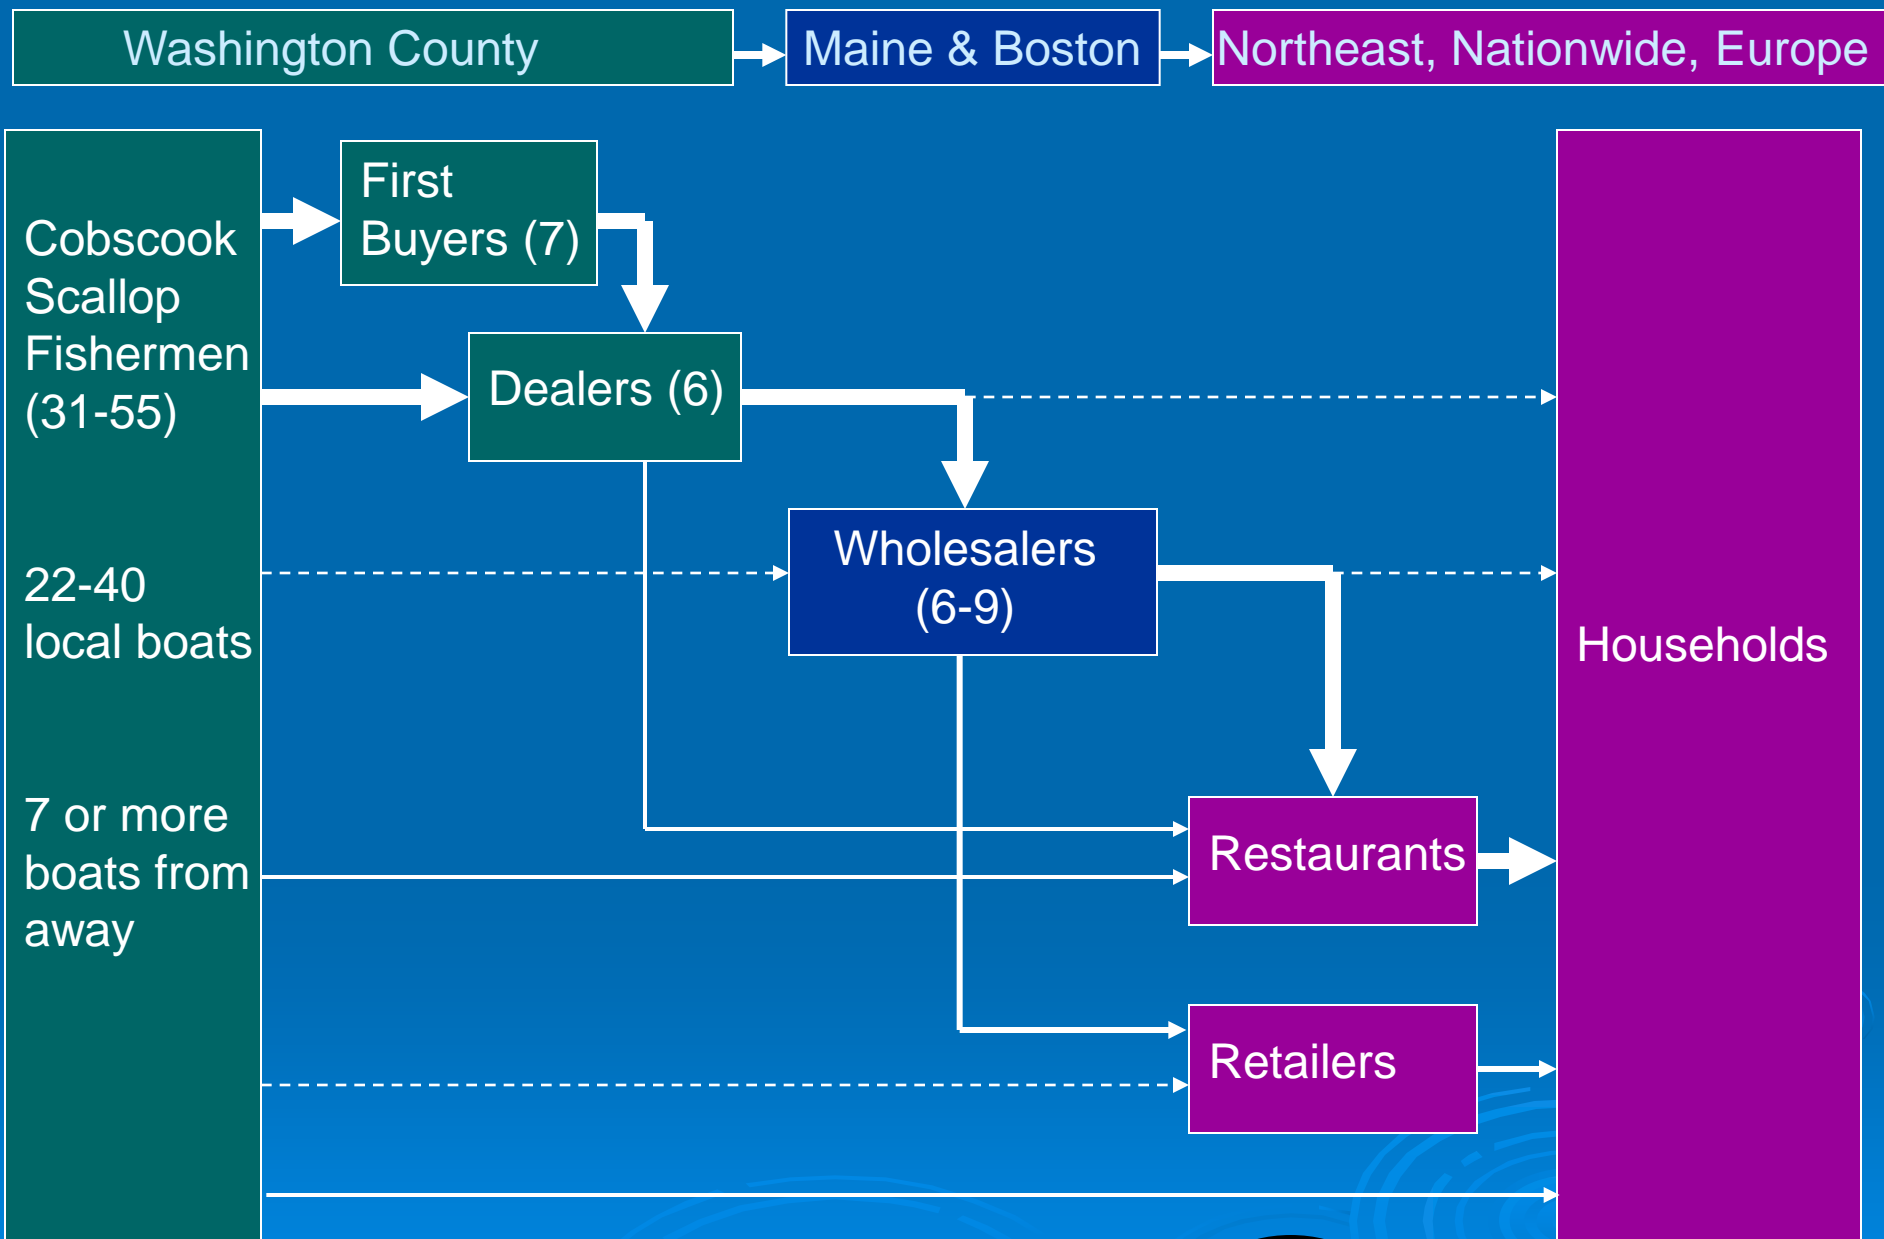 Washington County
Maine & Boston
Northeast, Nationwide, Europe
Cobscook
Scallop
Fishermen
(31-55)
22-40
local boats
7 or more
boats from
away
First
Buyers (7)
Dealers (6)
Wholesalers
(6-9)
Restaurants
Retailers
Households